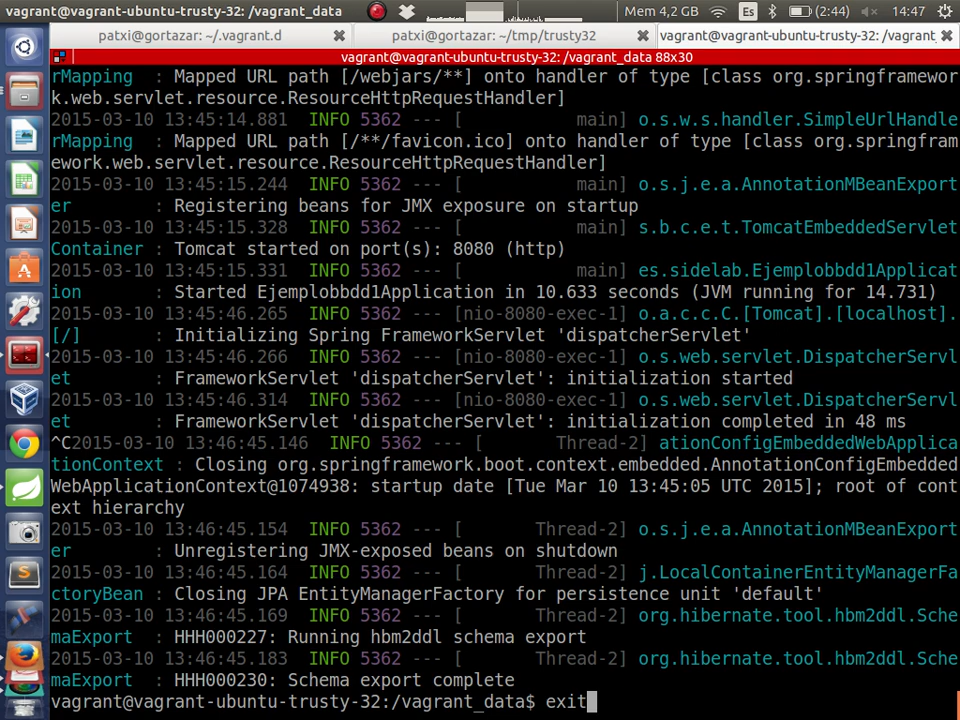 vagrant@vagrant-ubuntu-trusty-32: /vagrant_data Mem 4,2 GB Es (2:44) 14:47
patxi@gortazar: ~/.vagrant.d patxi@gortazar: ~/tmp/trusty32 vagrant@vagrant-ubuntu-trusty-32: /vagrant_
vagrant@vagrant-ubuntu-trusty-32: /vagrant_data 88x30
rMapping : Mapped URL path [/webjars/**] onto handler of type [class org.springframewor
k.web.servlet.resource.ResourceHttpRequestHandler]
2015-03-10 13:45:14.881 INFO 5362 --- [ main] o.s.w.s.handler.SimpleUrlHandle
rMapping : Mapped URL path [/**/favicon.ico] onto handler of type [class org.springfram
ework.web.servlet.resource.ResourceHttpRequestHandler]
2015-03-10 13:45:15.244 INFO 5362 --- [ main] o.s.j.e.a.AnnotationMBeanExport
er : Registering beans for JMX exposure on startup
2015-03-10 13:45:15.328 INFO 5362 --- [ main] s.b.c.e.t.TomcatEmbeddedServlet
Container : Tomcat started on port(s): 8080 (http)
2015-03-10 13:45:15.331 INFO 5362 --- [ main] es.sidelab.Ejemplobbdd1Applicat
ion : Started Ejemplobbdd1Application in 10.633 seconds (JVM running for 14.731)
2015-03-10 13:45:46.265 INFO 5362 --- [nio-8080-exec-1] o.a.c.c.C.[Tomcat].[localhost].
[/] : Initializing Spring FrameworkServlet 'dispatcherServlet'
2015-03-10 13:45:46.266 INFO 5362 --- [nio-8080-exec-1] o.s.web.servlet.DispatcherServl
et : FrameworkServlet 'dispatcherServlet': initialization started
2015-03-10 13:45:46.314 INFO 5362 --- [nio-8080-exec-1] o.s.web.servlet.DispatcherServl
et : FrameworkServlet 'dispatcherServlet': initialization completed in 48 ms
^C2015-03-10 13:46:45.146 INFO 5362 --- [ Thread-2] ationConfigEmbeddedWebApplica
tionContext : Closing org.springframework.boot.context.embedded.AnnotationConfigEmbedded
WebApplicationContext@1074938: startup date [Tue Mar 10 13:45:05 UTC 2015]; root of cont
ext hierarchy
2015-03-10 13:46:45.154 INFO 5362 --- [ Thread-2] o.s.j.e.a.AnnotationMBeanExport
er : Unregistering JMX-exposed beans on shutdown
2015-03-10 13:46:45.164 INFO 5362 --- [ Thread-2] j.LocalContainerEntityManagerFa
ctoryBean : Closing JPA EntityManagerFactory for persistence unit 'default'
2015-03-10 13:46:45.169 INFO 5362 --- [ Thread-2] org.hibernate.tool.hbm2ddl.Sche
maExport : HHH000227: Running hbm2ddl schema export
2015-03-10 13:46:45.183 INFO 5362 --- [ Thread-2] org.hibernate.tool.hbm2ddl.Sche
maExport : HHH000230: Schema export complete
vagrant@vagrant-ubuntu-trusty-32:/vagrant_data$ exit